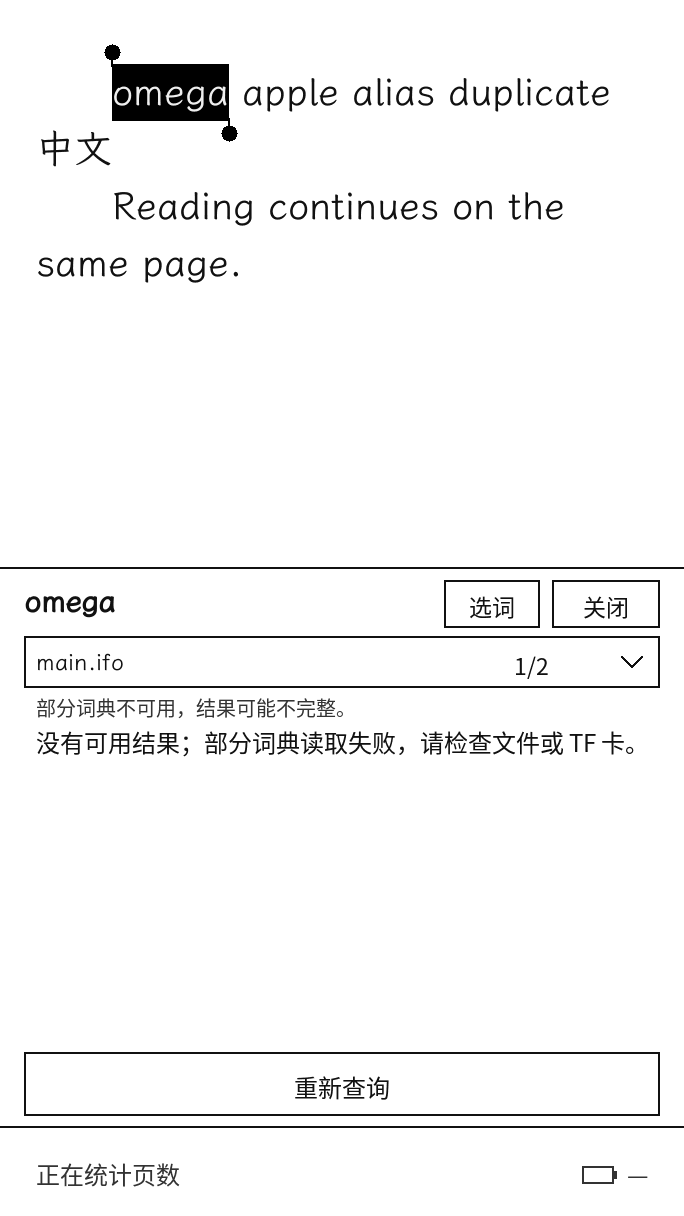 omega apple alias duplicate
中文
Reading continues on the
same page.
omega
选词
关闭
main.ifo
1/2
部分词典不可用，结果可能不完整。
没有可用结果；部分词典读取失败，请检查文件或 TF 卡。
重新查询
正在统计页数
—